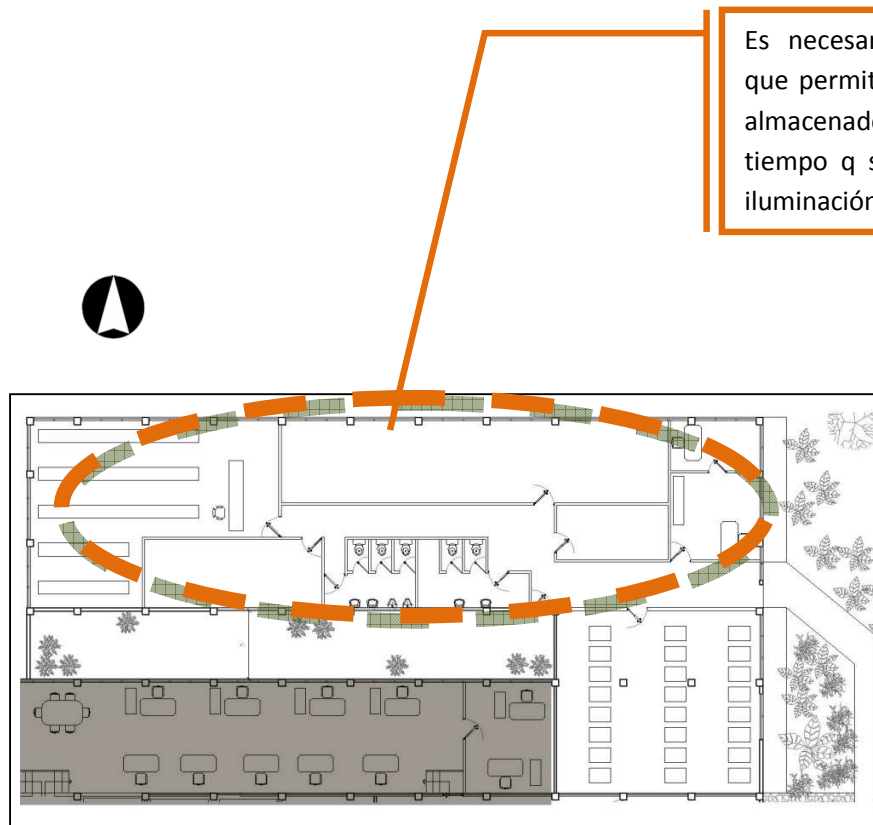 Es necesar
que permit
almacenad
tiempo q s
iluminación